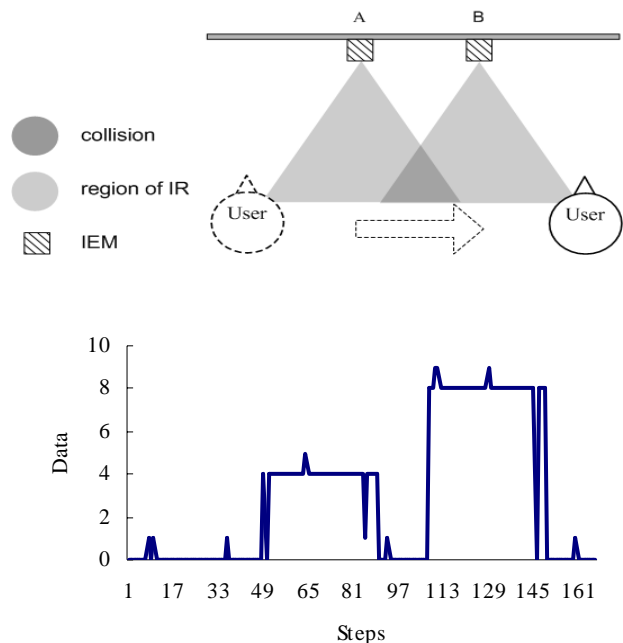 A B
collision
region of IR
IEM
User
User
10
8
6
4
2
0
Data
1 17 33 49 65 81 97 113 129 145 161
Steps